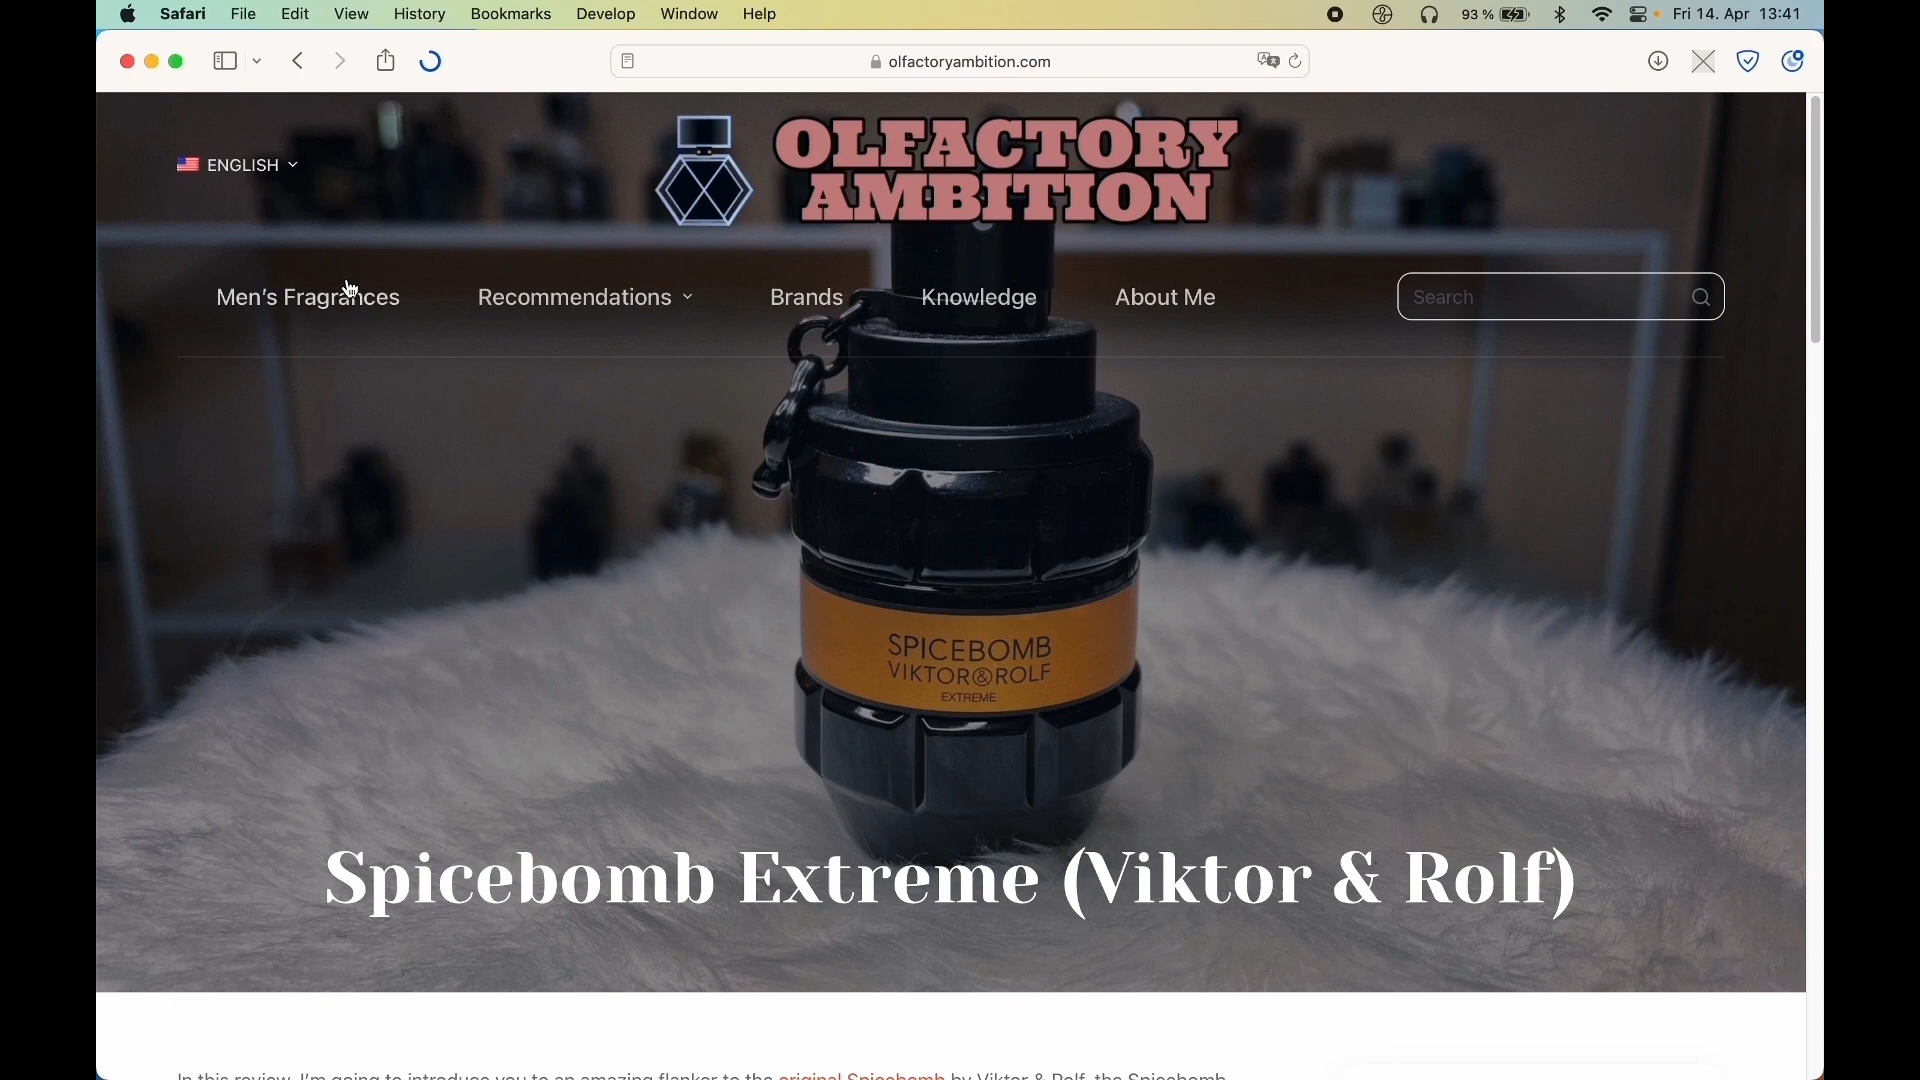 Safari File Edit View History Bookmarks Develop Window Help 93 % Fri 14. Apr 13:41
olfactoryambition.com
ENGLISH
OLFACTORY
AMBITION
Men's Fragrances Recommendations Brands Knowledge About Me Search
SPICEBOMB
VIKTOR&ROLF
EXTREME
Spicebomb Extreme (Viktor & Rolf)
In this review, I'm going to introduce you to an amazing flanker to the original Spicebomb by Viktor & Rolf, the Spicebomb